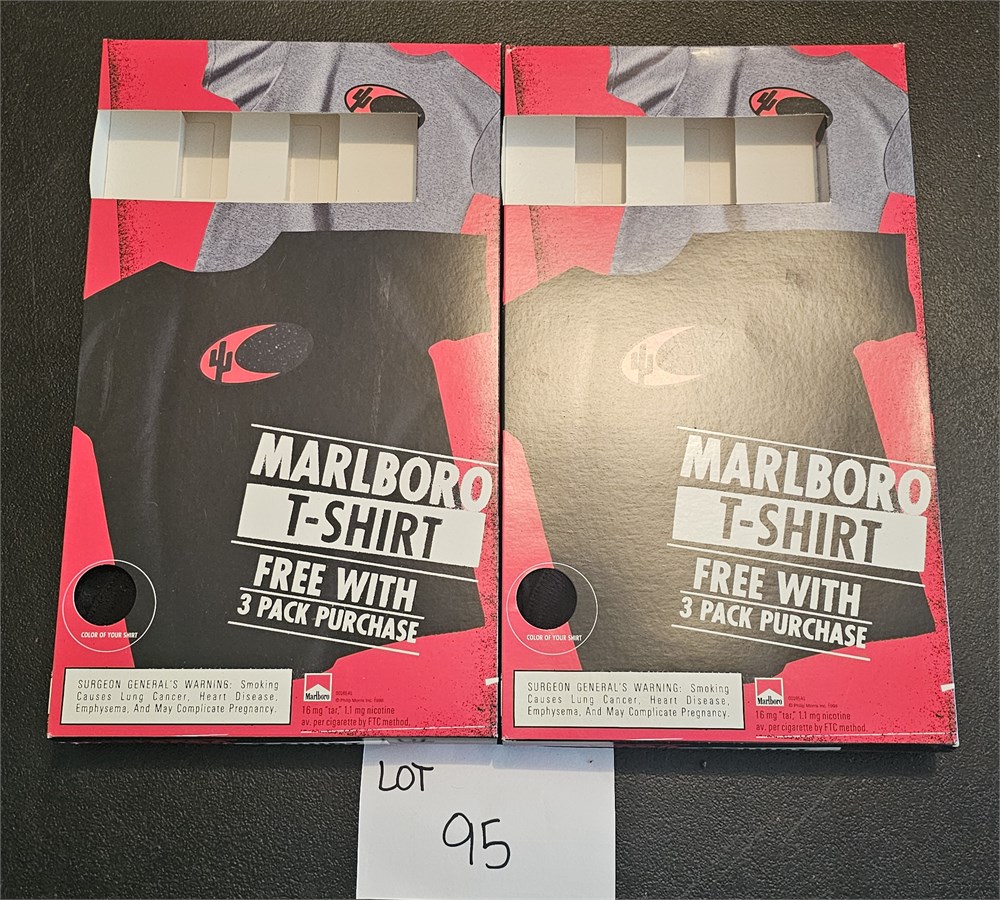 MARLBORO
T-SHIRT
FREE WITH
3 PACK PURCHASE
COLOR OF YOUR SHIRT
SURGEON GENERAL'S WARNING: Smoking
Causes Lung Cancer, Heart Disease,
Emphysema, And May Complicate Pregnancy.
Marlboro
16 mg "tar," 1.1 mg nicotine
av. per cigarette by FTC method.
MARLBORO
T-SHIRT
FREE WITH
3 PACK PURCHASE
COLOR OF YOUR SHIRT
SURGEON GENERAL'S WARNING: Smoking
Causes Lung Cancer, Heart Disease,
Emphysema, And May Complicate Pregnancy.
Marlboro
16 mg "tar," 1.1 mg nicotine
av. per cigarette by FTC method.
LOT
95